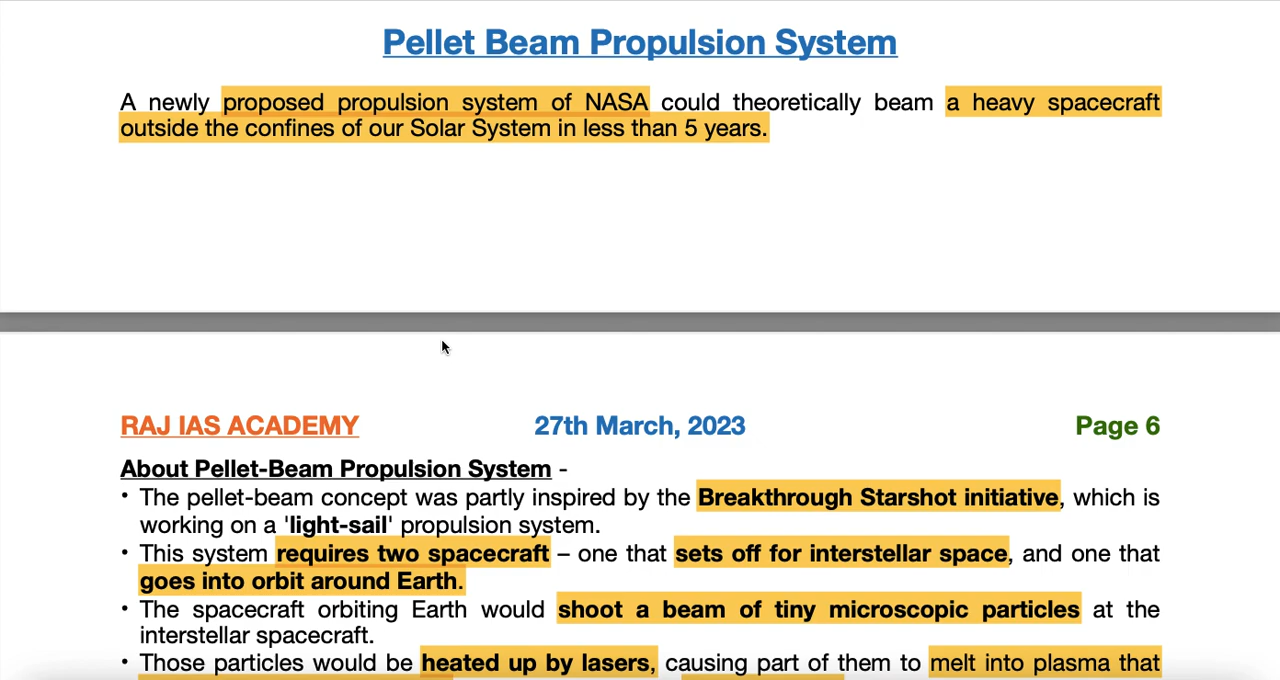 Pellet Beam Propulsion System
A newly proposed propulsion system of NASA could theoretically beam a heavy spacecraft
outside the confines of our Solar System in less than 5 years.
RAJ IAS ACADEMY 27th March, 2023 Page 6
About Pellet-Beam Propulsion System -
• The pellet-beam concept was partly inspired by the Breakthrough Starshot initiative, which is
working on a 'light-sail' propulsion system.
• This system requires two spacecraft – one that sets off for interstellar space, and one that
goes into orbit around Earth.
• The spacecraft orbiting Earth would shoot a beam of tiny microscopic particles at the
interstellar spacecraft.
• Those particles would be heated up by lasers, causing part of them to melt into plasma that